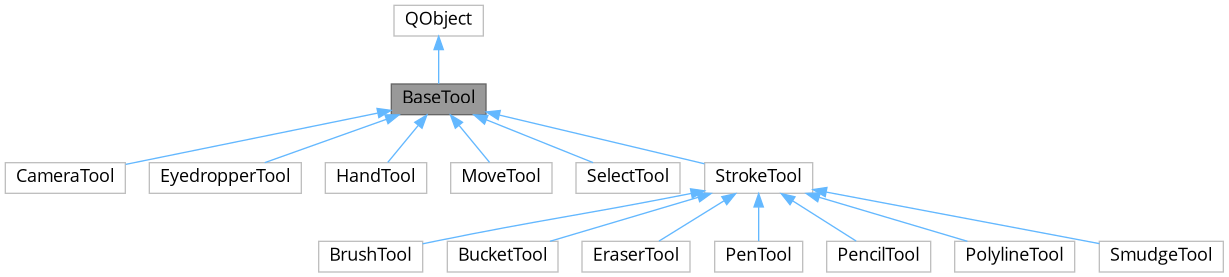 QObject
BaseTool
CameraTool
EyedropperTool
HandTool
MoveTool
SelectTool
StrokeTool
BrushTool
BucketTool
EraserTool
PenTool
PencilTool
PolylineTool
SmudgeTool